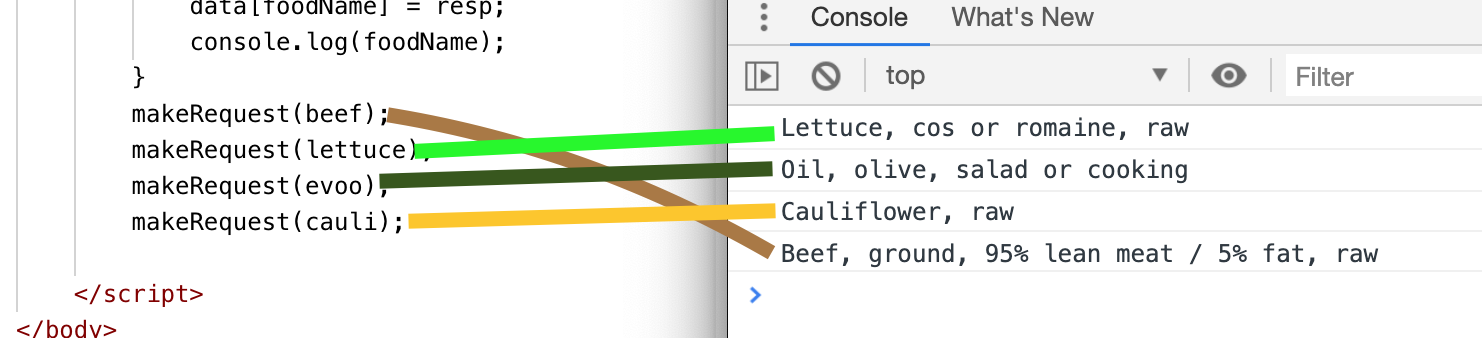 data[foodName] = resp;
console.log(foodName);
}
makeRequest(beef);
makeRequest(lettuce);
makeRequest(evoo);
makeRequest(cauli);
</script>
</body>
Console What's New
top Filter
Lettuce, cos or romaine, raw
Oil, olive, salad or cooking
Cauliflower, raw
Beef, ground, 95% lean meat / 5% fat, raw